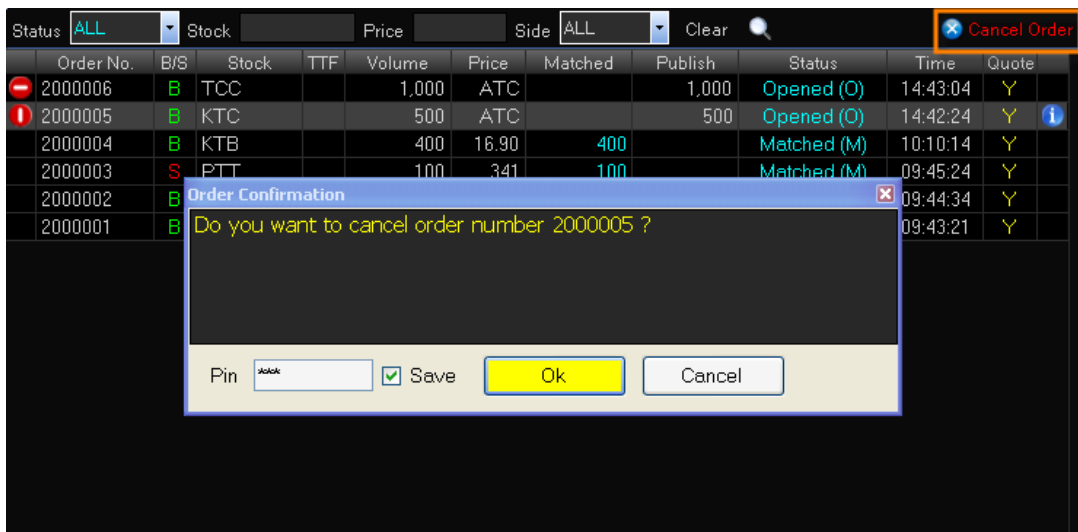 Status ALL Stock Price Side ALL Clear Cancel Order
Order No. B/S Stock TTF Volume Price Matched Publish Status Time Quote
2000006 B TCC 1,000 ATC 1,000 Opened (O) 14:43:04 Y
2000005 B KTC 500 ATC 500 Opened (O) 14:42:24 Y
2000004 B KTB 400 16.90 400 Matched (M) 10:10:14 Y
2000003 S PTT 100 341 100 Matched (M) 09:45:24 Y
2000002 B 09:44:34 Y
2000001 B 09:43:21 Y
Order Confirmation
Do you want to cancel order number 2000005 ?
Pin **** Save Ok Cancel